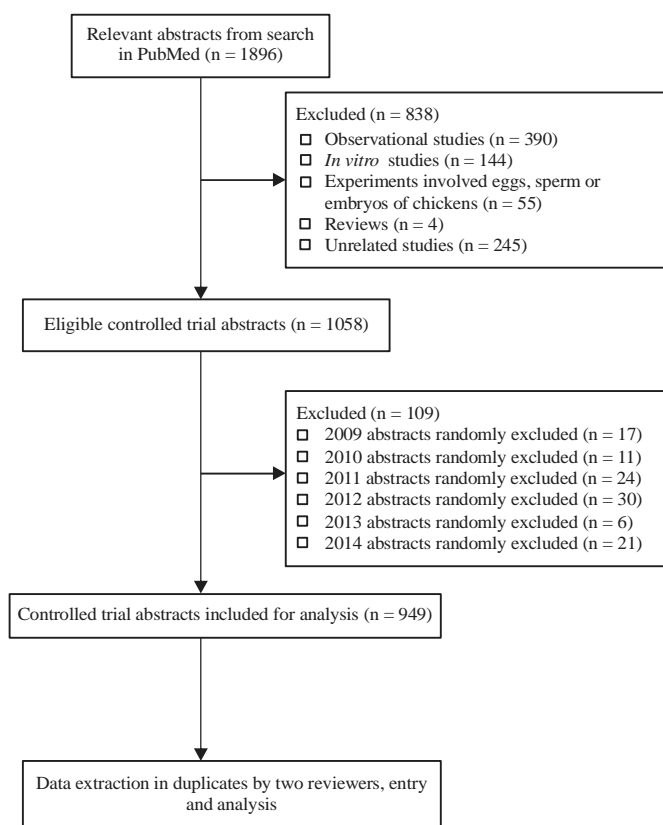 Relevant abstracts from search
in PubMed (n = 1896)
Excluded (n = 838)
Observational studies (n = 390)
In vitro studies (n = 144)
Experiments involved eggs, sperm or
embryos of chickens (n = 55)
Reviews (n = 4)
Unrelated studies (n = 245)
Eligible controlled trial abstracts (n = 1058)
Excluded (n = 109)
2009 abstracts randomly excluded (n = 17)
2010 abstracts randomly excluded (n = 11)
2011 abstracts randomly excluded (n = 24)
2012 abstracts randomly excluded (n = 30)
2013 abstracts randomly excluded (n = 6)
2014 abstracts randomly excluded (n = 21)
Controlled trial abstracts included for analysis (n = 949)
Data extraction in duplicates by two reviewers, entry
and analysis